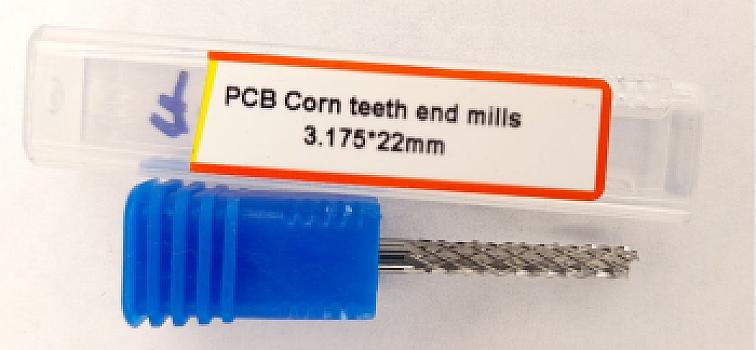 PCB Corn teeth end mills
3.175*22mm